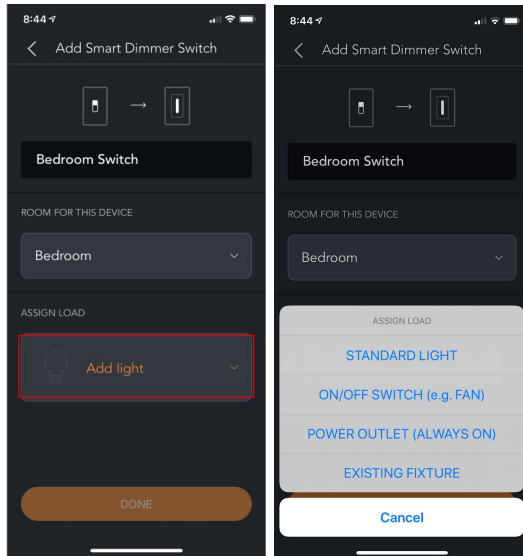 8:44
Add Smart Dimmer Switch
Bedroom Switch
ROOM FOR THIS DEVICE
Bedroom
ASSIGN LOAD
Add light
DONE
8:44
Add Smart Dimmer Switch
Bedroom Switch
ROOM FOR THIS DEVICE
Bedroom
ASSIGN LOAD
STANDARD LIGHT
ON/OFF SWITCH (e.g. FAN)
POWER OUTLET (ALWAYS ON)
EXISTING FIXTURE
Cancel